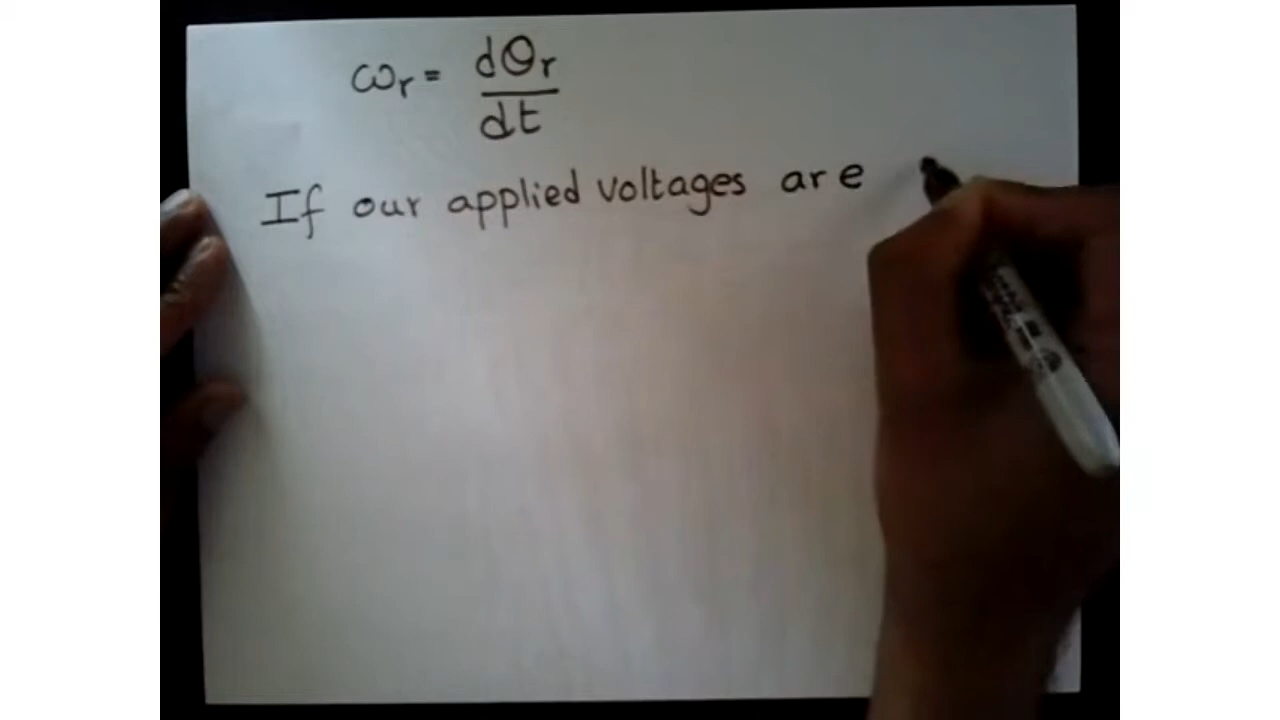 ωr = dθr/dt
If our applied voltages are